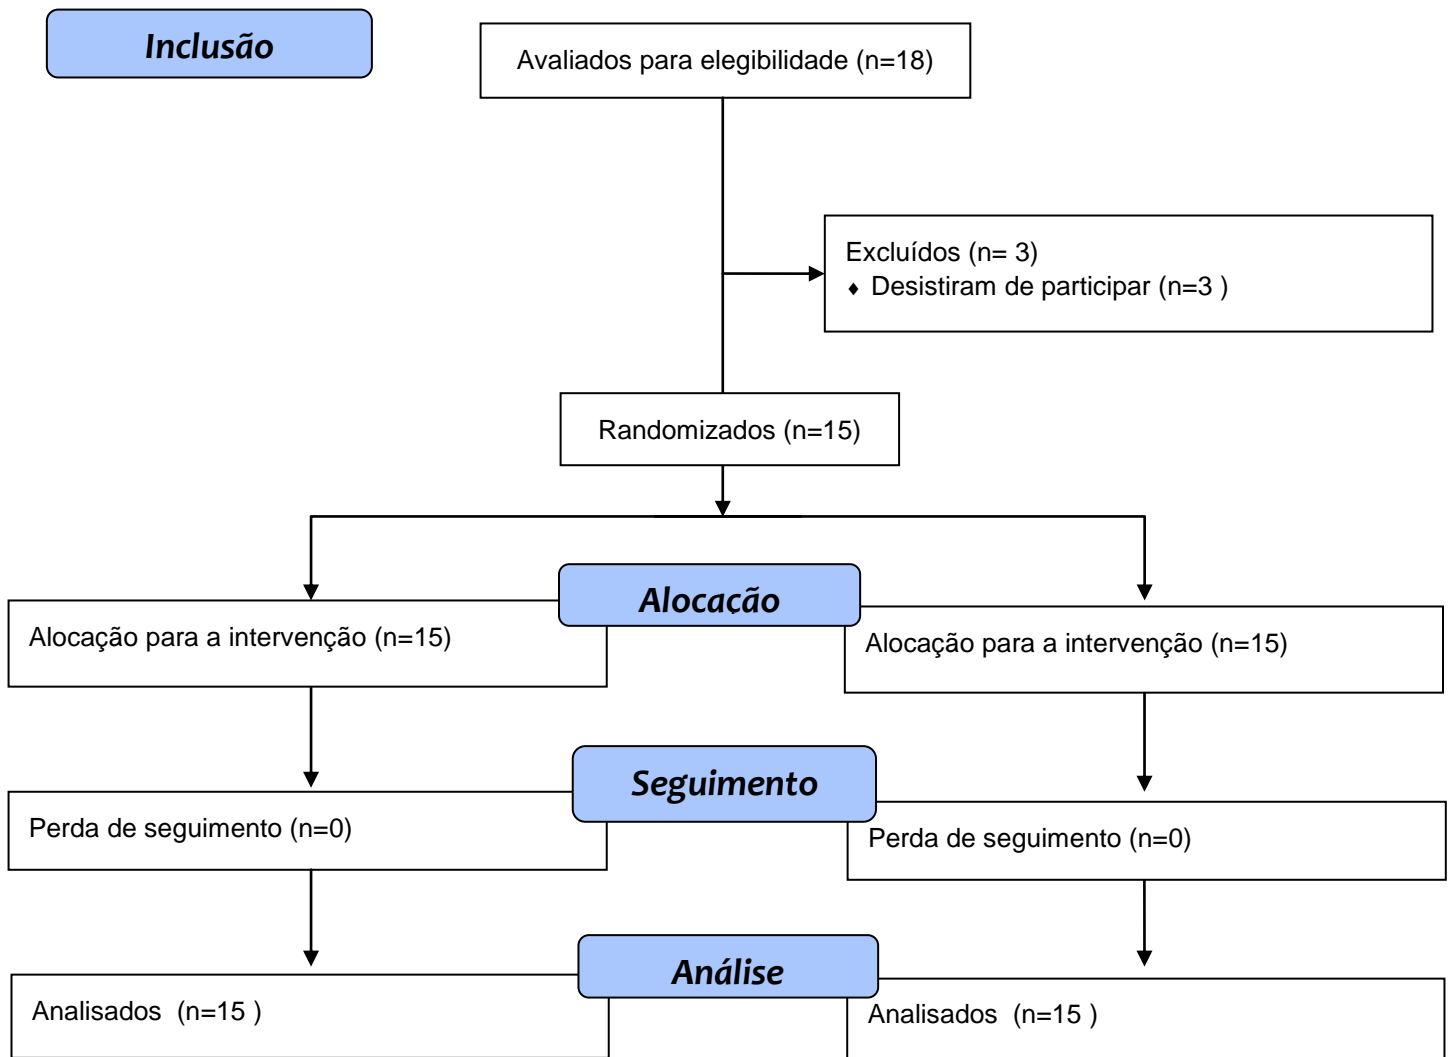 Inclusão
Avaliados para elegibilidade (n=18)
Excluídos (n= 3)
♦ Desistiram de participar (n=3 )
Randomizados (n=15)
Alocação
Alocação para a intervenção (n=15)
Alocação para a intervenção (n=15)
Seguimento
Perda de seguimento (n=0)
Perda de seguimento (n=0)
Análise
Analisados  (n=15 )
Analisados  (n=15 )